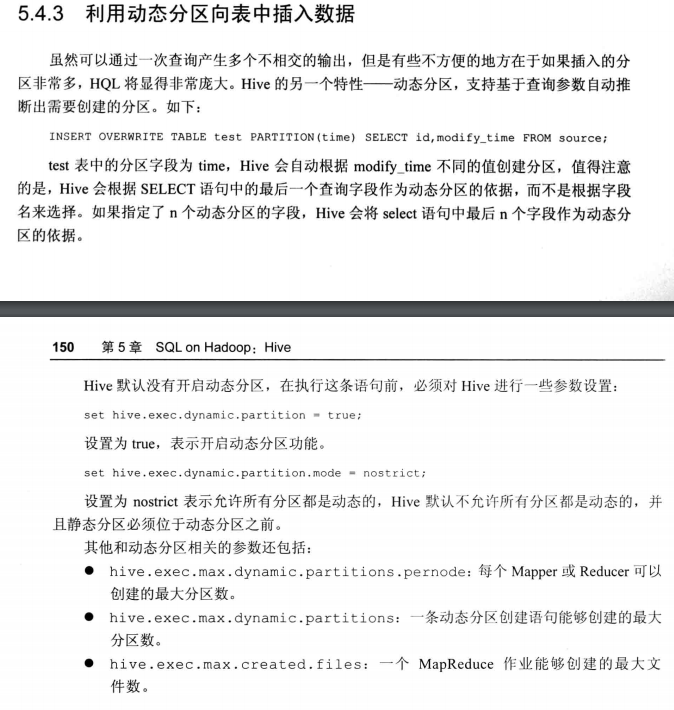 5.4.3 利用动态分区向表中插入数据
虽然可以通过一次查询产生多个不相交的输出，但是有些不方便的地方在于如果插入的分
区非常多，HQL 将显得非常庞大。Hive 的另一个特性——动态分区，支持基于查询参数自动推
断出需要创建的分区。如下：
INSERT OVERWRITE TABLE test PARTITION(time) SELECT id,modify_time FROM source;
test 表中的分区字段为 time，Hive 会自动根据 modify_time 不同的值创建分区，值得注意
的是，Hive 会根据 SELECT 语句中的最后一个查询字段作为动态分区的依据，而不是根据字段
名来选择。如果指定了 n 个动态分区的字段，Hive 会将 select 语句中最后 n 个字段作为动态分
区的依据。
150 第 5 章 SQL on Hadoop：Hive
Hive 默认没有开启动态分区，在执行这条语句前，必须对 Hive 进行一些参数设置：
set hive.exec.dynamic.partition = true;
设置为 true，表示开启动态分区功能。
set hive.exec.dynamic.partition.mode = nostrict;
设置为 nostrict 表示允许所有分区都是动态的，Hive 默认不允许所有分区都是动态的，并
且静态分区必须位于动态分区之前。
其他和动态分区相关的参数还包括：
● hive.exec.max.dynamic.partitions.pernode：每个 Mapper 或 Reducer 可以
创建的最大分区数。
● hive.exec.max.dynamic.partitions：一条动态分区创建语句能够创建的最大
分区数。
● hive.exec.max.created.files：一个 MapReduce 作业能够创建的最大文
件数。